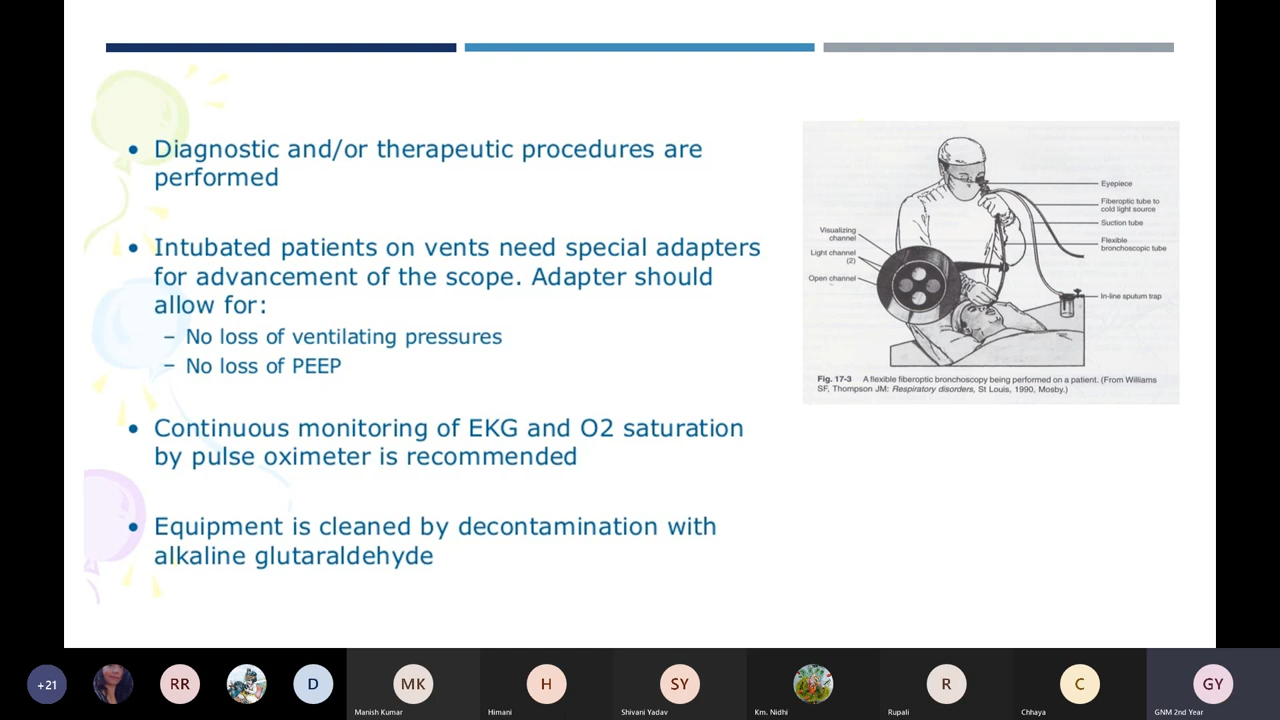 • Diagnostic and/or therapeutic procedures are
performed
• Intubated patients on vents need special adapters
for advancement of the scope. Adapter should
allow for:
– No loss of ventilating pressures
– No loss of PEEP
• Continuous monitoring of EKG and O2 saturation
by pulse oximeter is recommended
• Equipment is cleaned by decontamination with
alkaline glutaraldehyde
Visualizing
channel
Light channel
(2)
Open channel
Eyepiece
Fiberoptic tube to
cold light source
Suction tube
Flexible
bronchoscopic tube
In-line sputum trap
Fig. 17-3 A flexible fiberoptic bronchoscopy being performed on a patient. (From Williams
SF, Thompson JM: Respiratory disorders, St Louis, 1990, Mosby.)
+21
RR
D
MK
H
SY
R
C
GY
Manish Kumar
Himani
Shivani Yadav
Km. Nidhi
Rupali
Chhaya
GNM 2nd Year